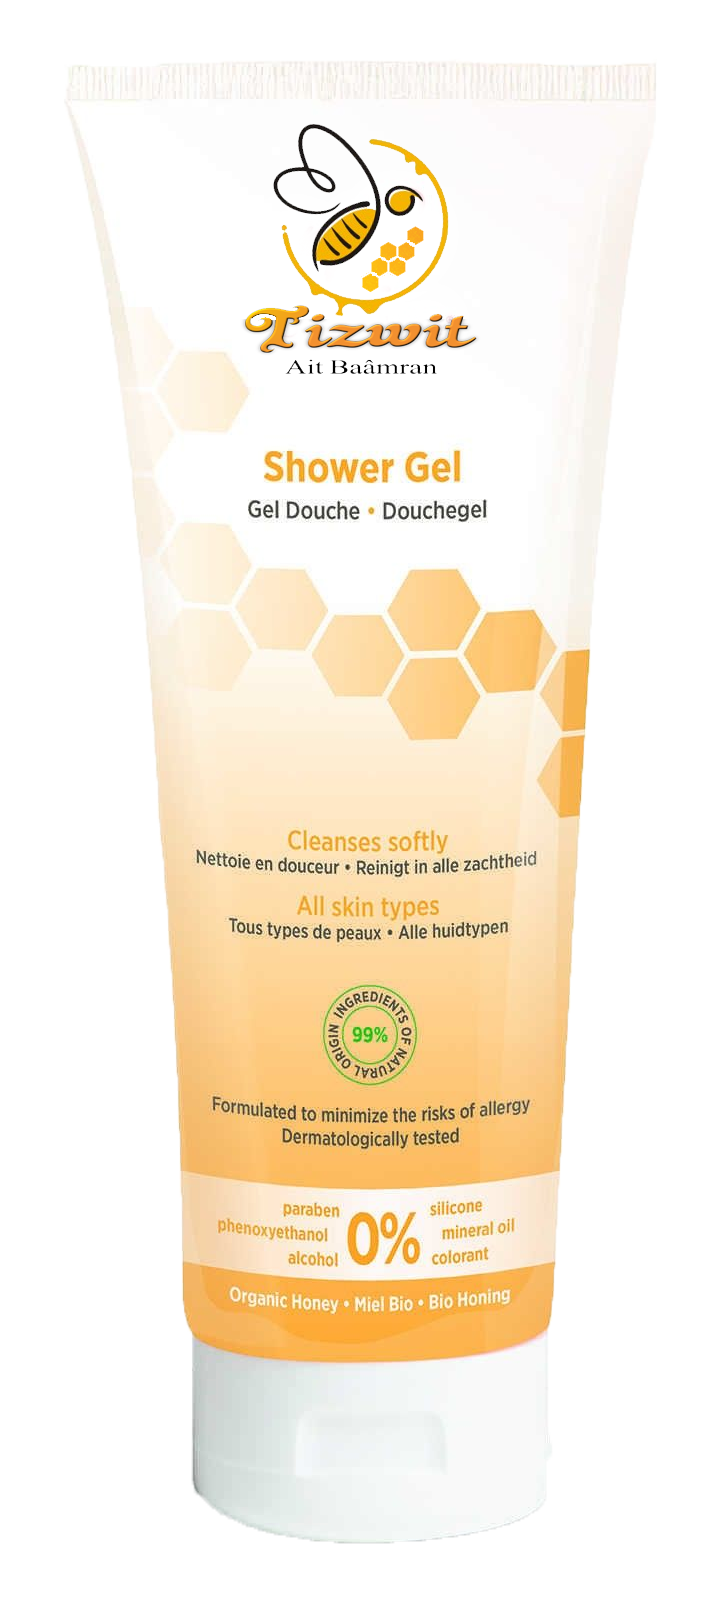 Tizwit
Ait Baâmran
Shower Gel
Gel Douche • Douchegel
Cleanses softly
Nettoie en douceur • Reinigt in alle zachtheid
All skin types
Tous types de peaux • Alle huidtypen
INGREDIENTS OF NATURAL ORIGIN
99%
Formulated to minimize the risks of allergy
Dermatologically tested
paraben
phenoxyethanol
alcohol
0%
silicone
mineral oil
colorant
Organic Honey • Miel Bio • Bio Honing